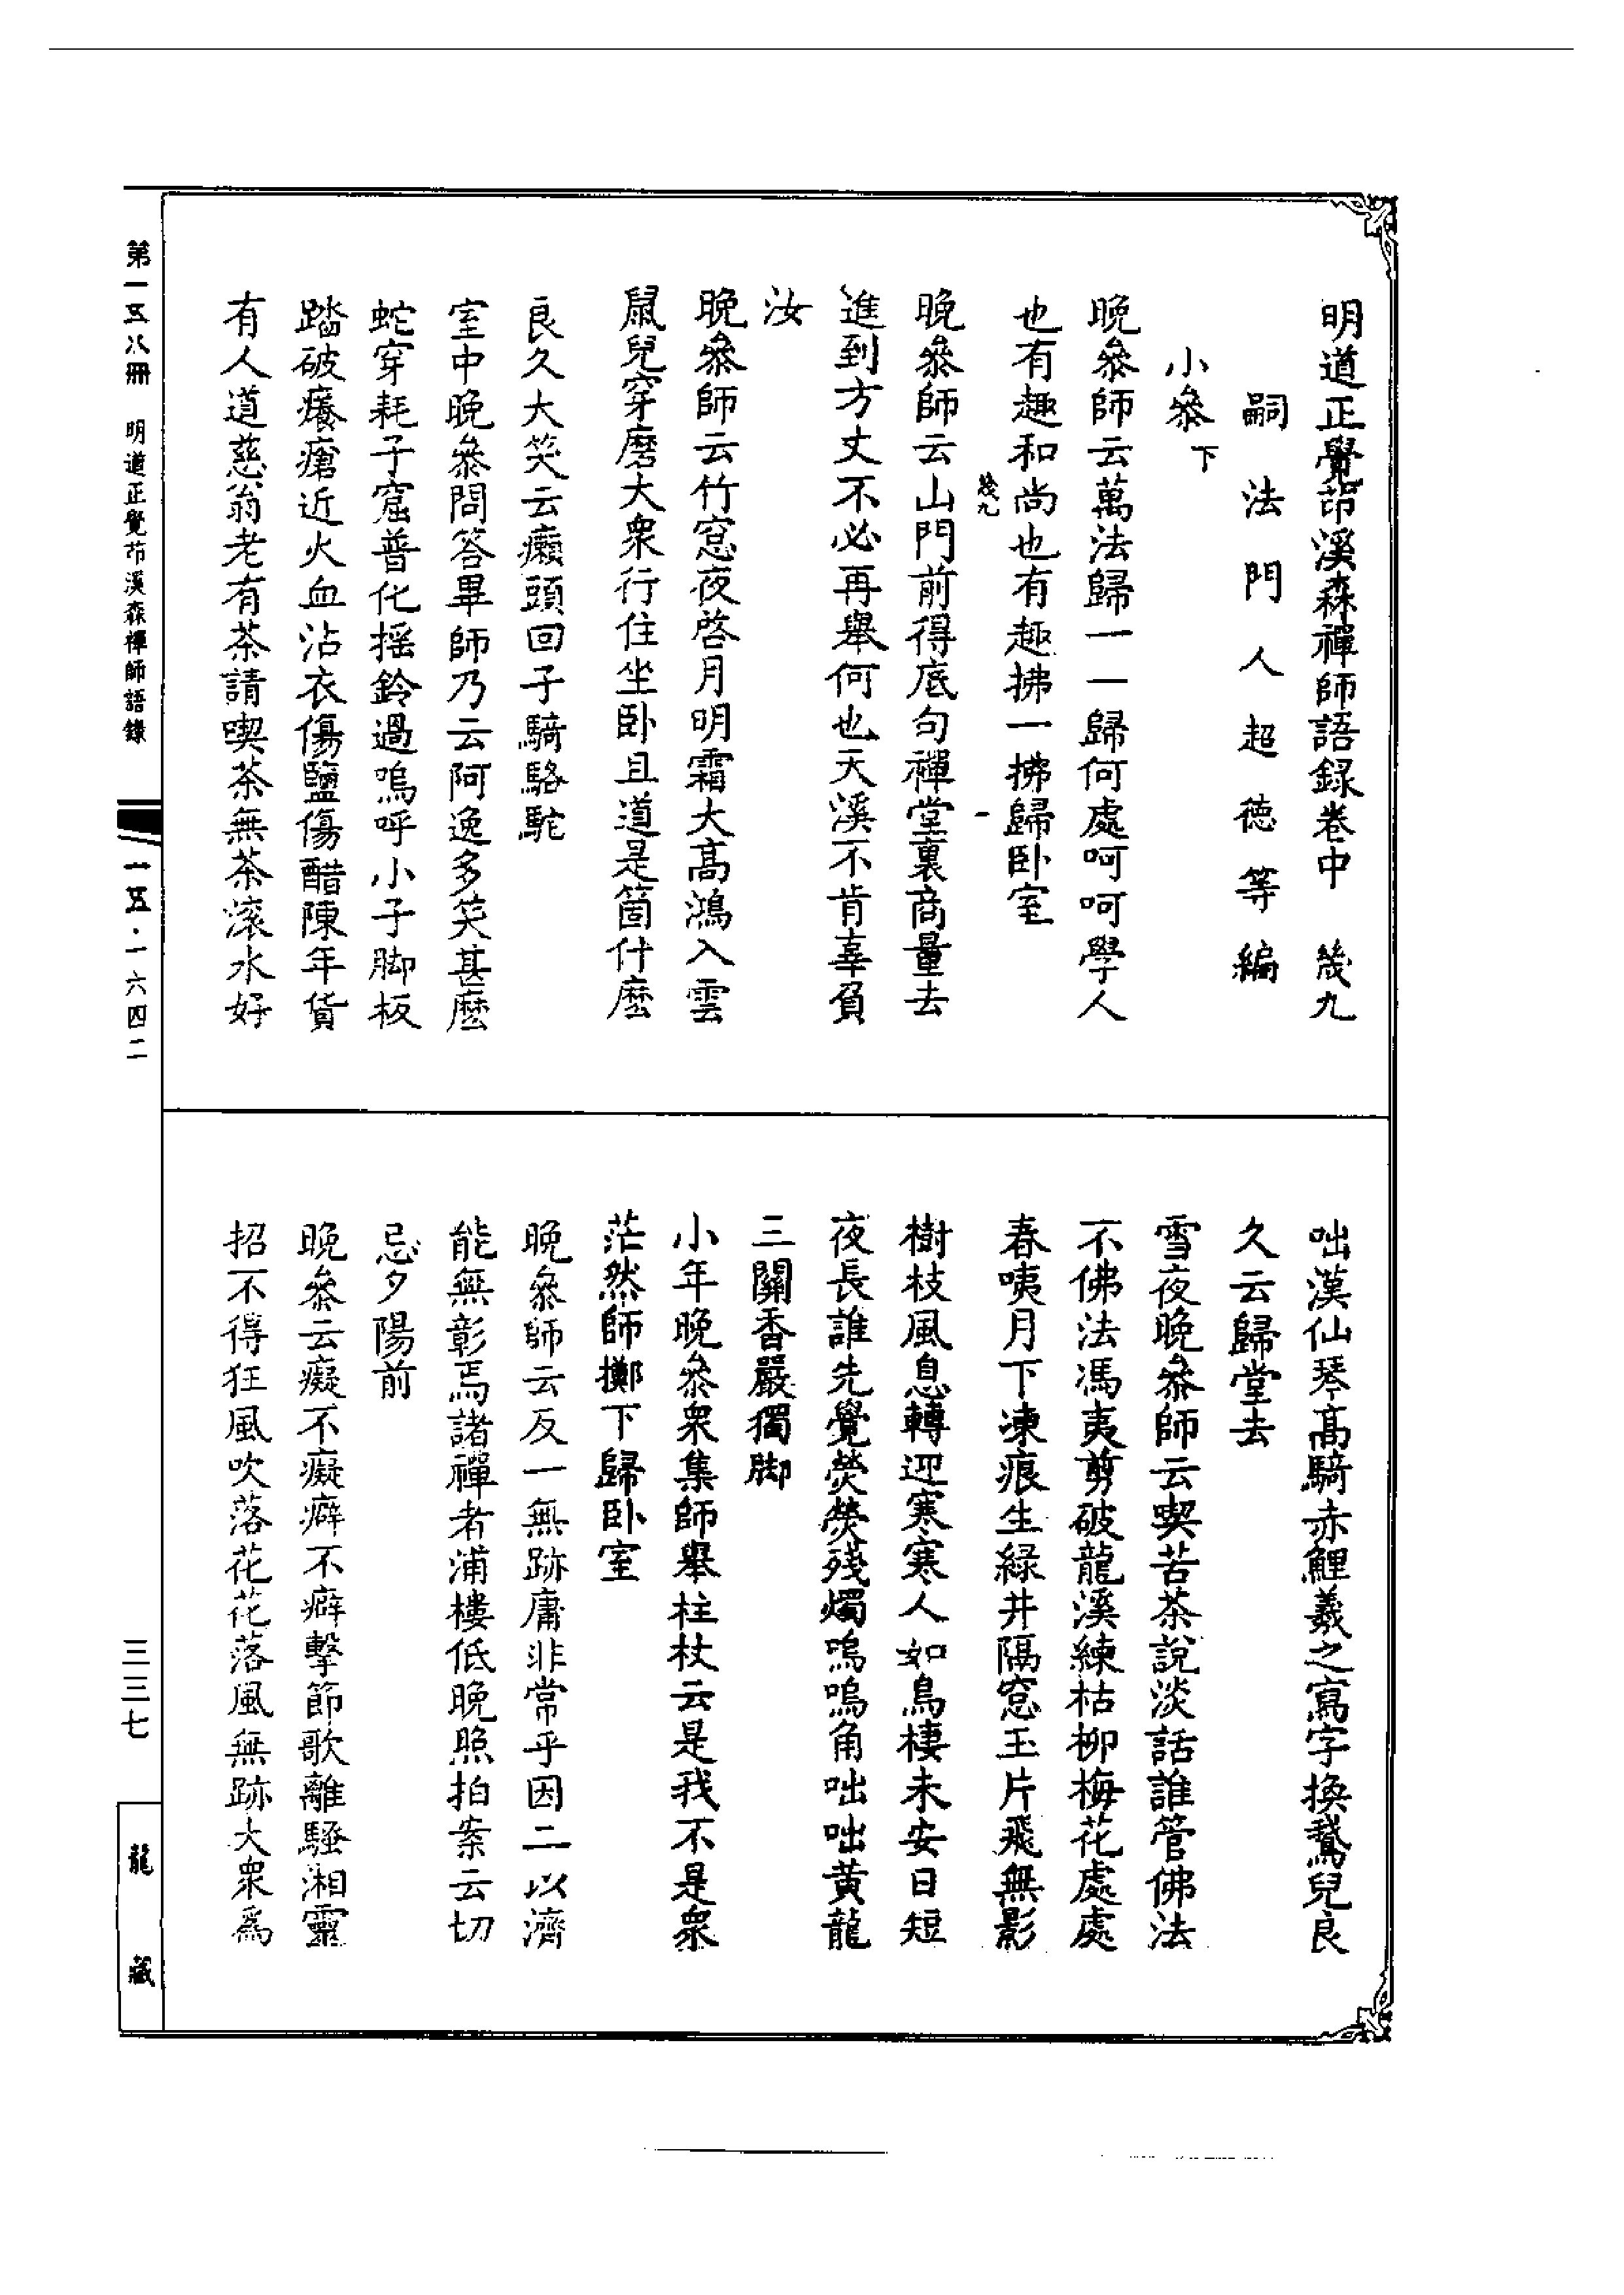 明道正覺茚溪森禪師語録卷中　幾九
嗣法門人超德等編
小叅下
晚叅師云萬法歸一一歸何處呵呵學人
也有趣和尚也有趣拂一拂歸卧室
幾九　一
晚叅師云山門前得底句禪堂裏商量去
進到方丈不必再舉何也天溪不肯辜負
汝
晚叅師云竹窓夜啓月明霜大高鴻入雲
鼠兒穿磨大衆行住坐卧且道是箇什麽
良久大笑云癩頭回子騎駱駝
室中晚叅問答畢師乃云阿逸多笑甚麽
蛇穿耗子窟普化摇鈴過嗚呼小子脚板
踏破癢瘡近火血沾衣傷鹽傷醋陳年貨
有人道慈翁老有茶請喫茶無茶滚水好
咄漢仙琴高騎赤鯉羲之寫字換鵞兒良
久云歸堂去
雪夜晚叅師云喫苦茶説淡話誰管佛法
不佛法馮夷剪破龍溪練枯柳梅花處處
春咦月下凍痕生緑井隔窓玉片飛無影
樹枝風息轉迎寒寒人如鳥棲未安日短
夜長誰先覺熒熒殘燭嗚嗚角咄咄黄龍
三關香嚴獨脚
小年晚叅衆集師舉柱杖云是我不是衆
茫然師擲下歸卧室
晚叅師云反一無跡庸非常乎因二以濟
能無彰焉諸禪者浦樓低晚照拍案云切
忌夕陽前
晚叅云癡不癡癖不癖擊節歌離騷湘靈
招不得狂風吹落花花落風無跡大衆爲
第一五八冊　明道正覺茚溪森禪師語錄
一五·一六四二
三三七
龍藏